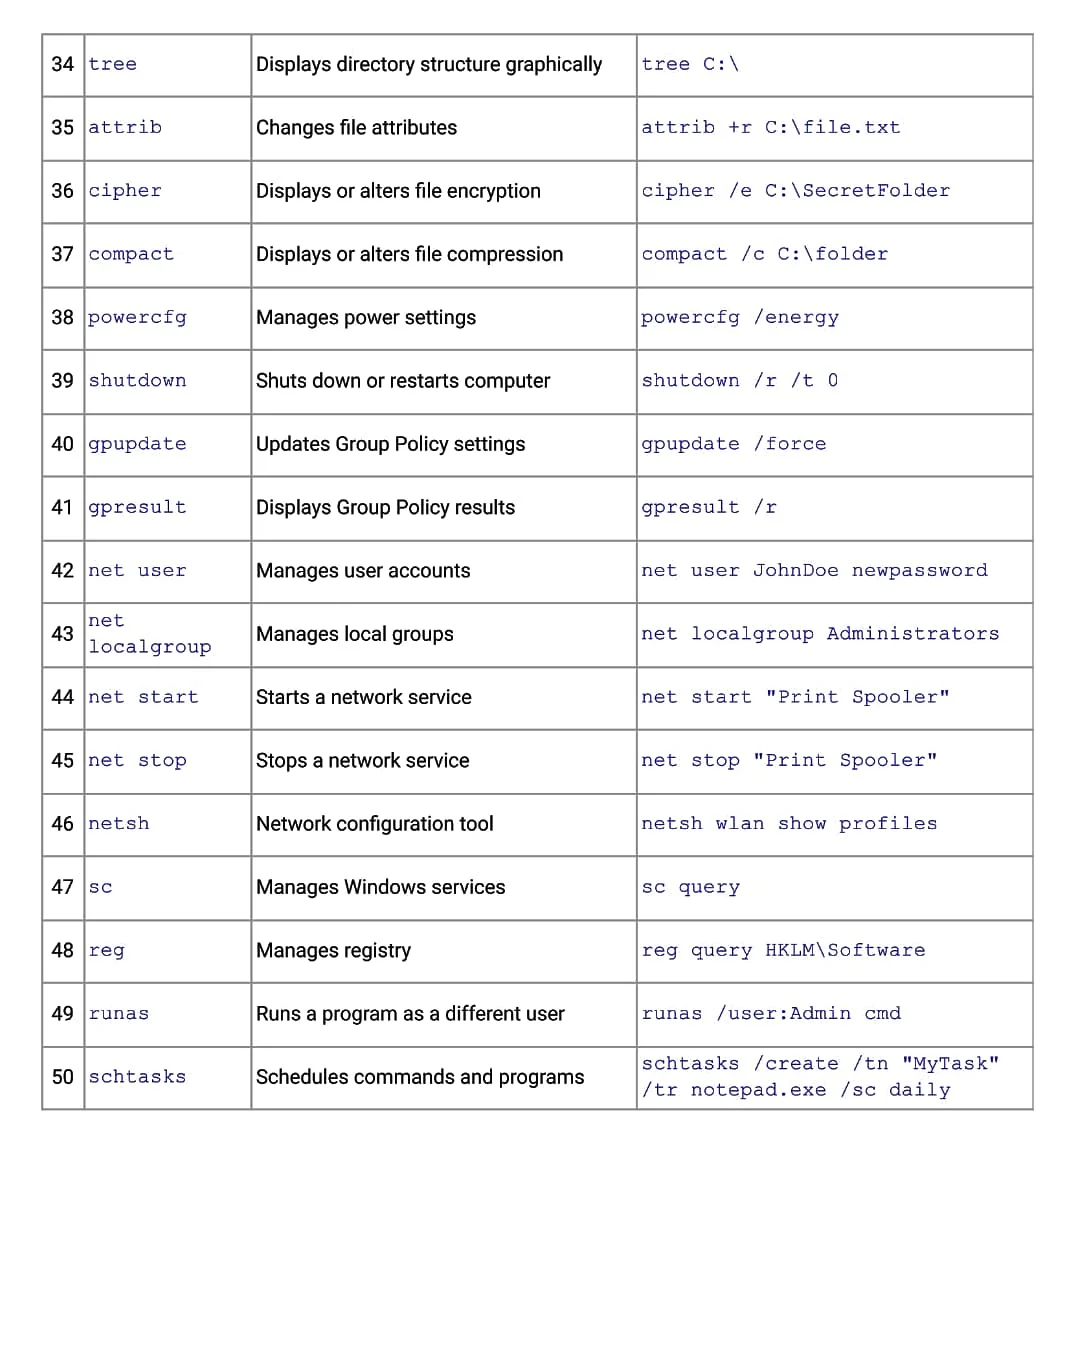 34 tree Displays directory structure graphically tree C:\
35 attrib Changes file attributes attrib +r C:\file.txt
36 cipher Displays or alters file encryption cipher /e C:\SecretFolder
37 compact Displays or alters file compression compact /c C:\folder
38 powercfg Manages power settings powercfg /energy
39 shutdown Shuts down or restarts computer shutdown /r /t 0
40 gpupdate Updates Group Policy settings gpupdate /force
41 gpresult Displays Group Policy results gpresult /r
42 net user Manages user accounts net user JohnDoe newpassword
43 net
localgroup Manages local groups net localgroup Administrators
44 net start Starts a network service net start "Print Spooler"
45 net stop Stops a network service net stop "Print Spooler"
46 netsh Network configuration tool netsh wlan show profiles
47 sc Manages Windows services sc query
48 reg Manages registry reg query HKLM\Software
49 runas Runs a program as a different user runas /user:Admin cmd
50 schtasks Schedules commands and programs schtasks /create /tn "MyTask"
/tr notepad.exe /sc daily